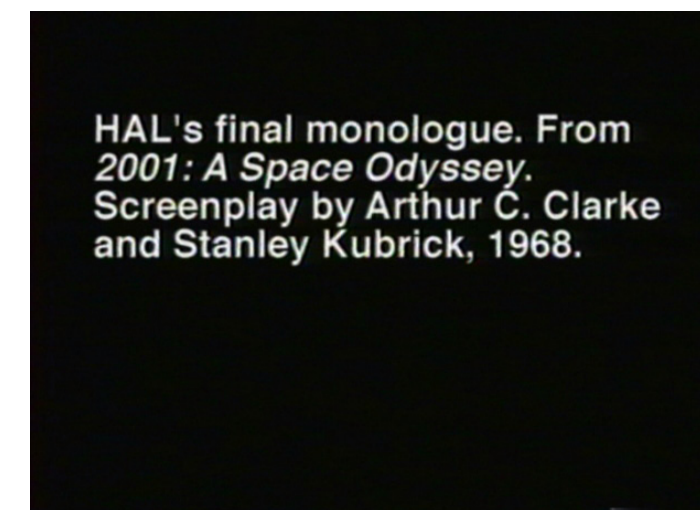 HAL's final monologue. From
2001: A Space Odyssey.
Screenplay by Arthur C. Clarke
and Stanley Kubrick, 1968.